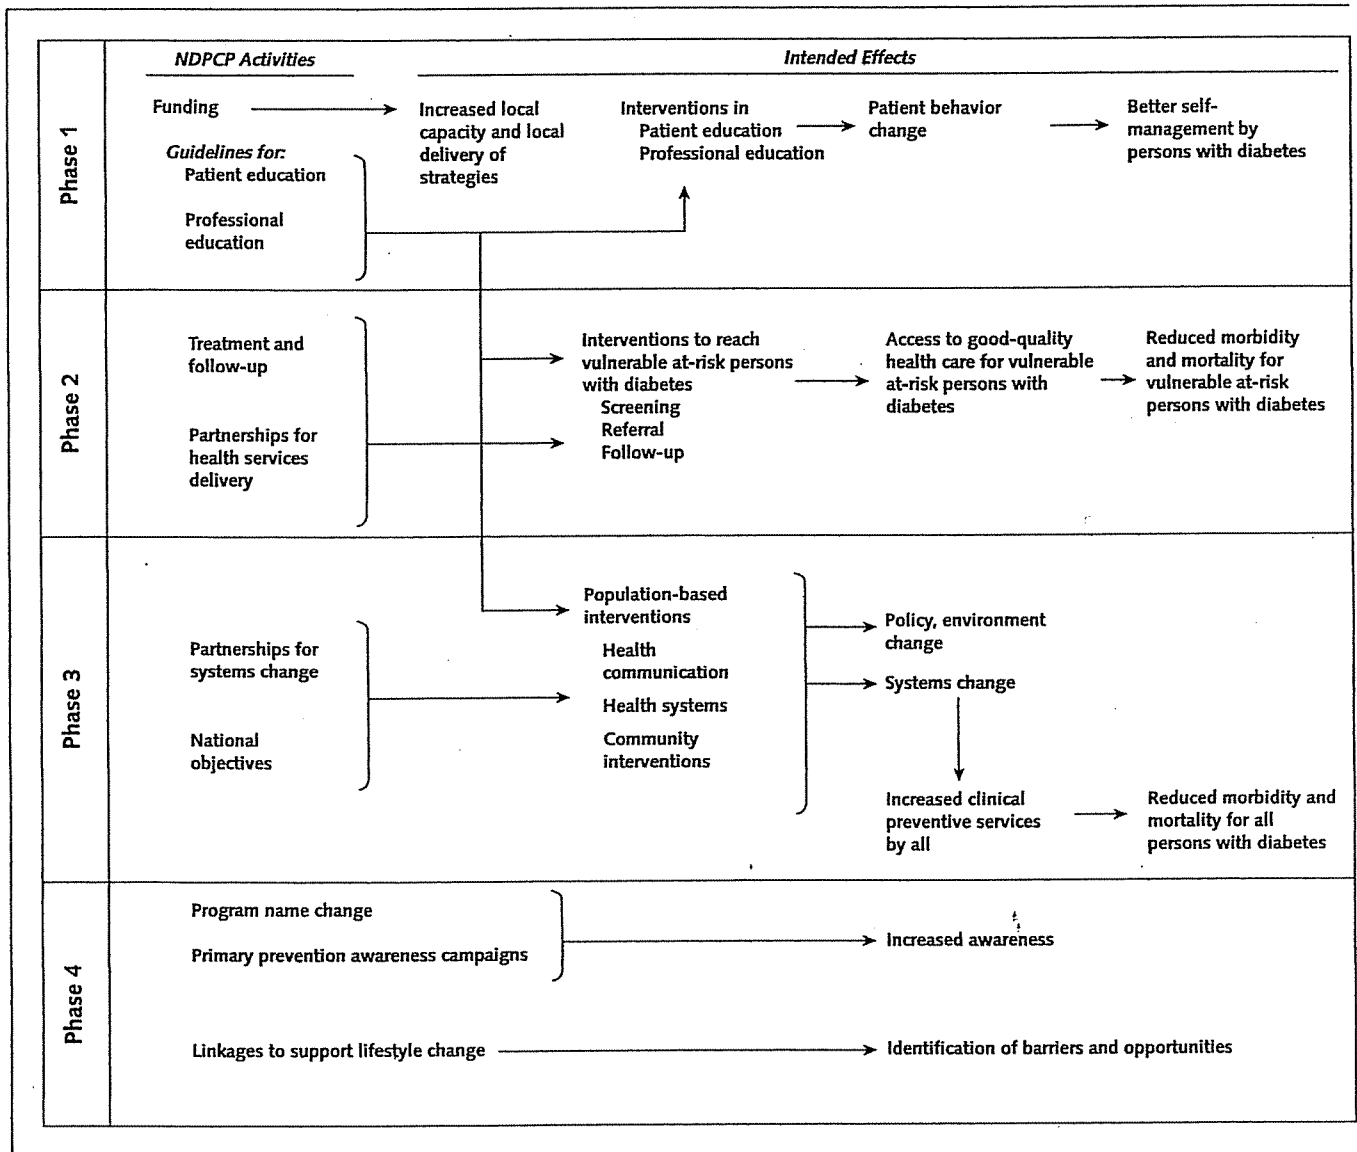 NDPCP Activities
Intended Effects
Phase 1
Funding
Guidelines for:
Patient education
Professional
education
Increased local
capacity and local
delivery of
strategies
Interventions in
Patient education
Professional education
Patient behavior
change
Better self-
management by
persons with diabetes
Phase 2
Treatment and
follow-up
Partnerships for
health services
delivery
Interventions to reach
vulnerable at-risk persons
with diabetes
Screening
Referral
Follow-up
Access to good-quality
health care for vulnerable
at-risk persons with
diabetes
Reduced morbidity
and mortality for
vulnerable at-risk
persons with diabetes
Phase 3
Partnerships for
systems change
National
objectives
Population-based
interventions
Health
communication
Health systems
Community
interventions
Policy, environment
change
Systems change
Increased clinical
preventive services
by all
Reduced morbidity and
mortality for all
persons with diabetes
Phase 4
Program name change
Primary prevention awareness campaigns
Increased awareness
Linkages to support lifestyle change
Identification of barriers and opportunities